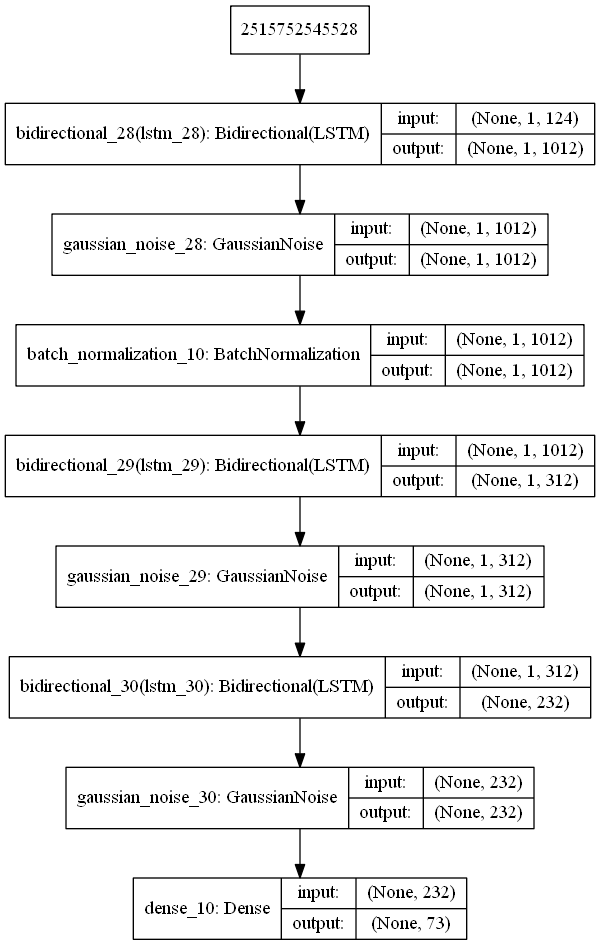 2515752545528
bidirectional_28(lstm_28): Bidirectional(LSTM)
input: (None, 1, 124)
output: (None, 1, 1012)
gaussian_noise_28: GaussianNoise
input: (None, 1, 1012)
output: (None, 1, 1012)
batch_normalization_10: BatchNormalization
input: (None, 1, 1012)
output: (None, 1, 1012)
bidirectional_29(lstm_29): Bidirectional(LSTM)
input: (None, 1, 1012)
output: (None, 1, 312)
gaussian_noise_29: GaussianNoise
input: (None, 1, 312)
output: (None, 1, 312)
bidirectional_30(lstm_30): Bidirectional(LSTM)
input: (None, 1, 312)
output: (None, 232)
gaussian_noise_30: GaussianNoise
input: (None, 232)
output: (None, 232)
dense_10: Dense
input: (None, 232)
output: (None, 73)